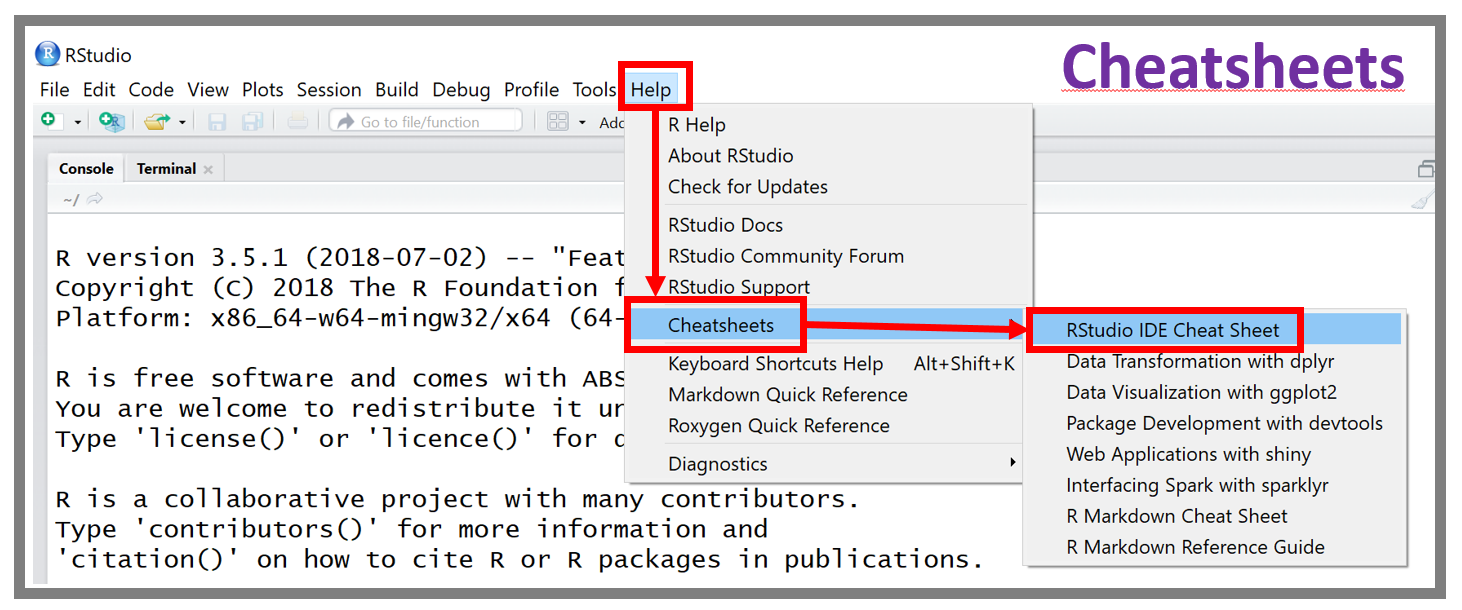 RStudio
Cheatsheets
File Edit Code View Plots Session Build Debug Profile Tools Help
Go to file/function
Console Terminal
~/
R version 3.5.1 (2018-07-02) -- "Feat
Copyright (C) 2018 The R Foundation f
Platform: x86_64-w64-mingw32/x64 (64-
R is free software and comes with ABS
You are welcome to redistribute it un
Type 'license()' or 'licence()' for d
R is a collaborative project with many contributors.
Type 'contributors()' for more information and
'citation()' on how to cite R or R packages in publications.
R Help
About RStudio
Check for Updates
RStudio Docs
RStudio Community Forum
RStudio Support
Cheatsheets
Keyboard Shortcuts Help Alt+Shift+K
Markdown Quick Reference
Roxygen Quick Reference
Diagnostics
RStudio IDE Cheat Sheet
Data Transformation with dplyr
Data Visualization with ggplot2
Package Development with devtools
Web Applications with shiny
Interfacing Spark with sparklyr
R Markdown Cheat Sheet
R Markdown Reference Guide